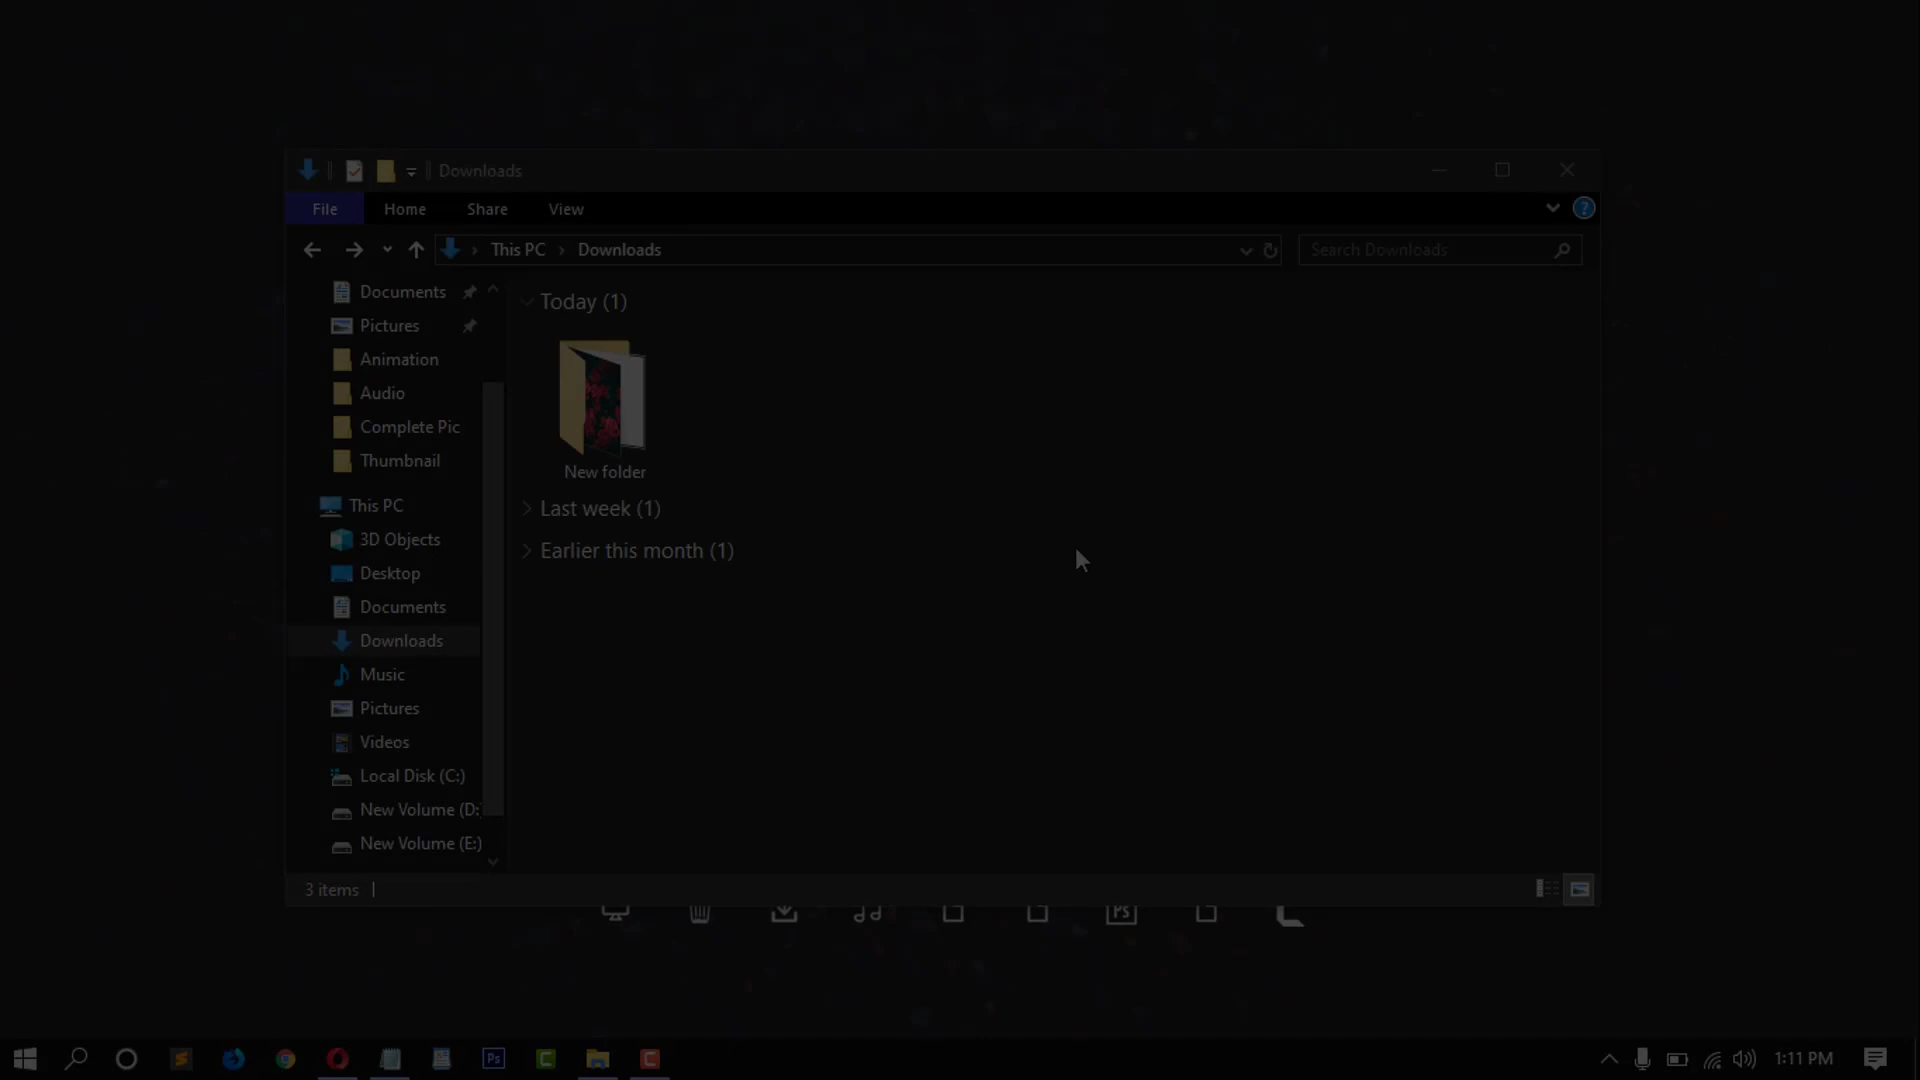 Downloads
File Home Share View
This PC Downloads
Search Downloads
Documents
Pictures
Animation
Audio
Complete Pic
Thumbnail
This PC
3D Objects
Desktop
Documents
Downloads
Music
Pictures
Videos
Local Disk (C:)
New Volume (D:
New Volume (E:)
Today (1)
New folder
Last week (1)
Earlier this month (1)
3 items
Ps
Ps
1:11 PM